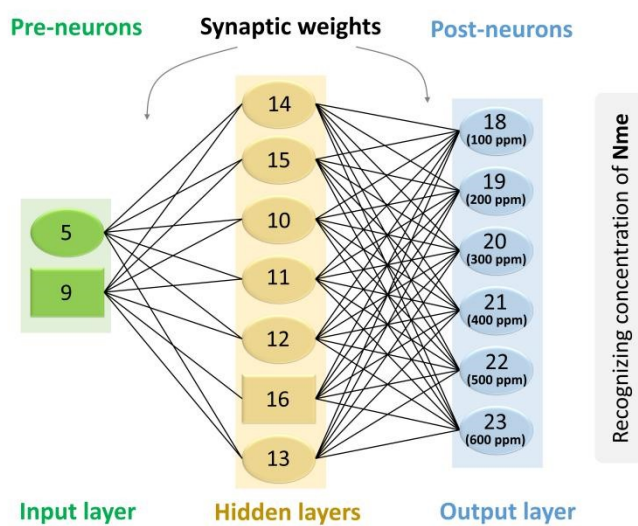 Pre-neurons
Synaptic weights
Post-neurons
5
9
14
15
10
11
12
16
13
18
(100 ppm)
19
(200 ppm)
20
(300 ppm)
21
(400 ppm)
22
(500 ppm)
23
(600 ppm)
Recognizing concentration of Nme
Input layer
Hidden layers
Output layer